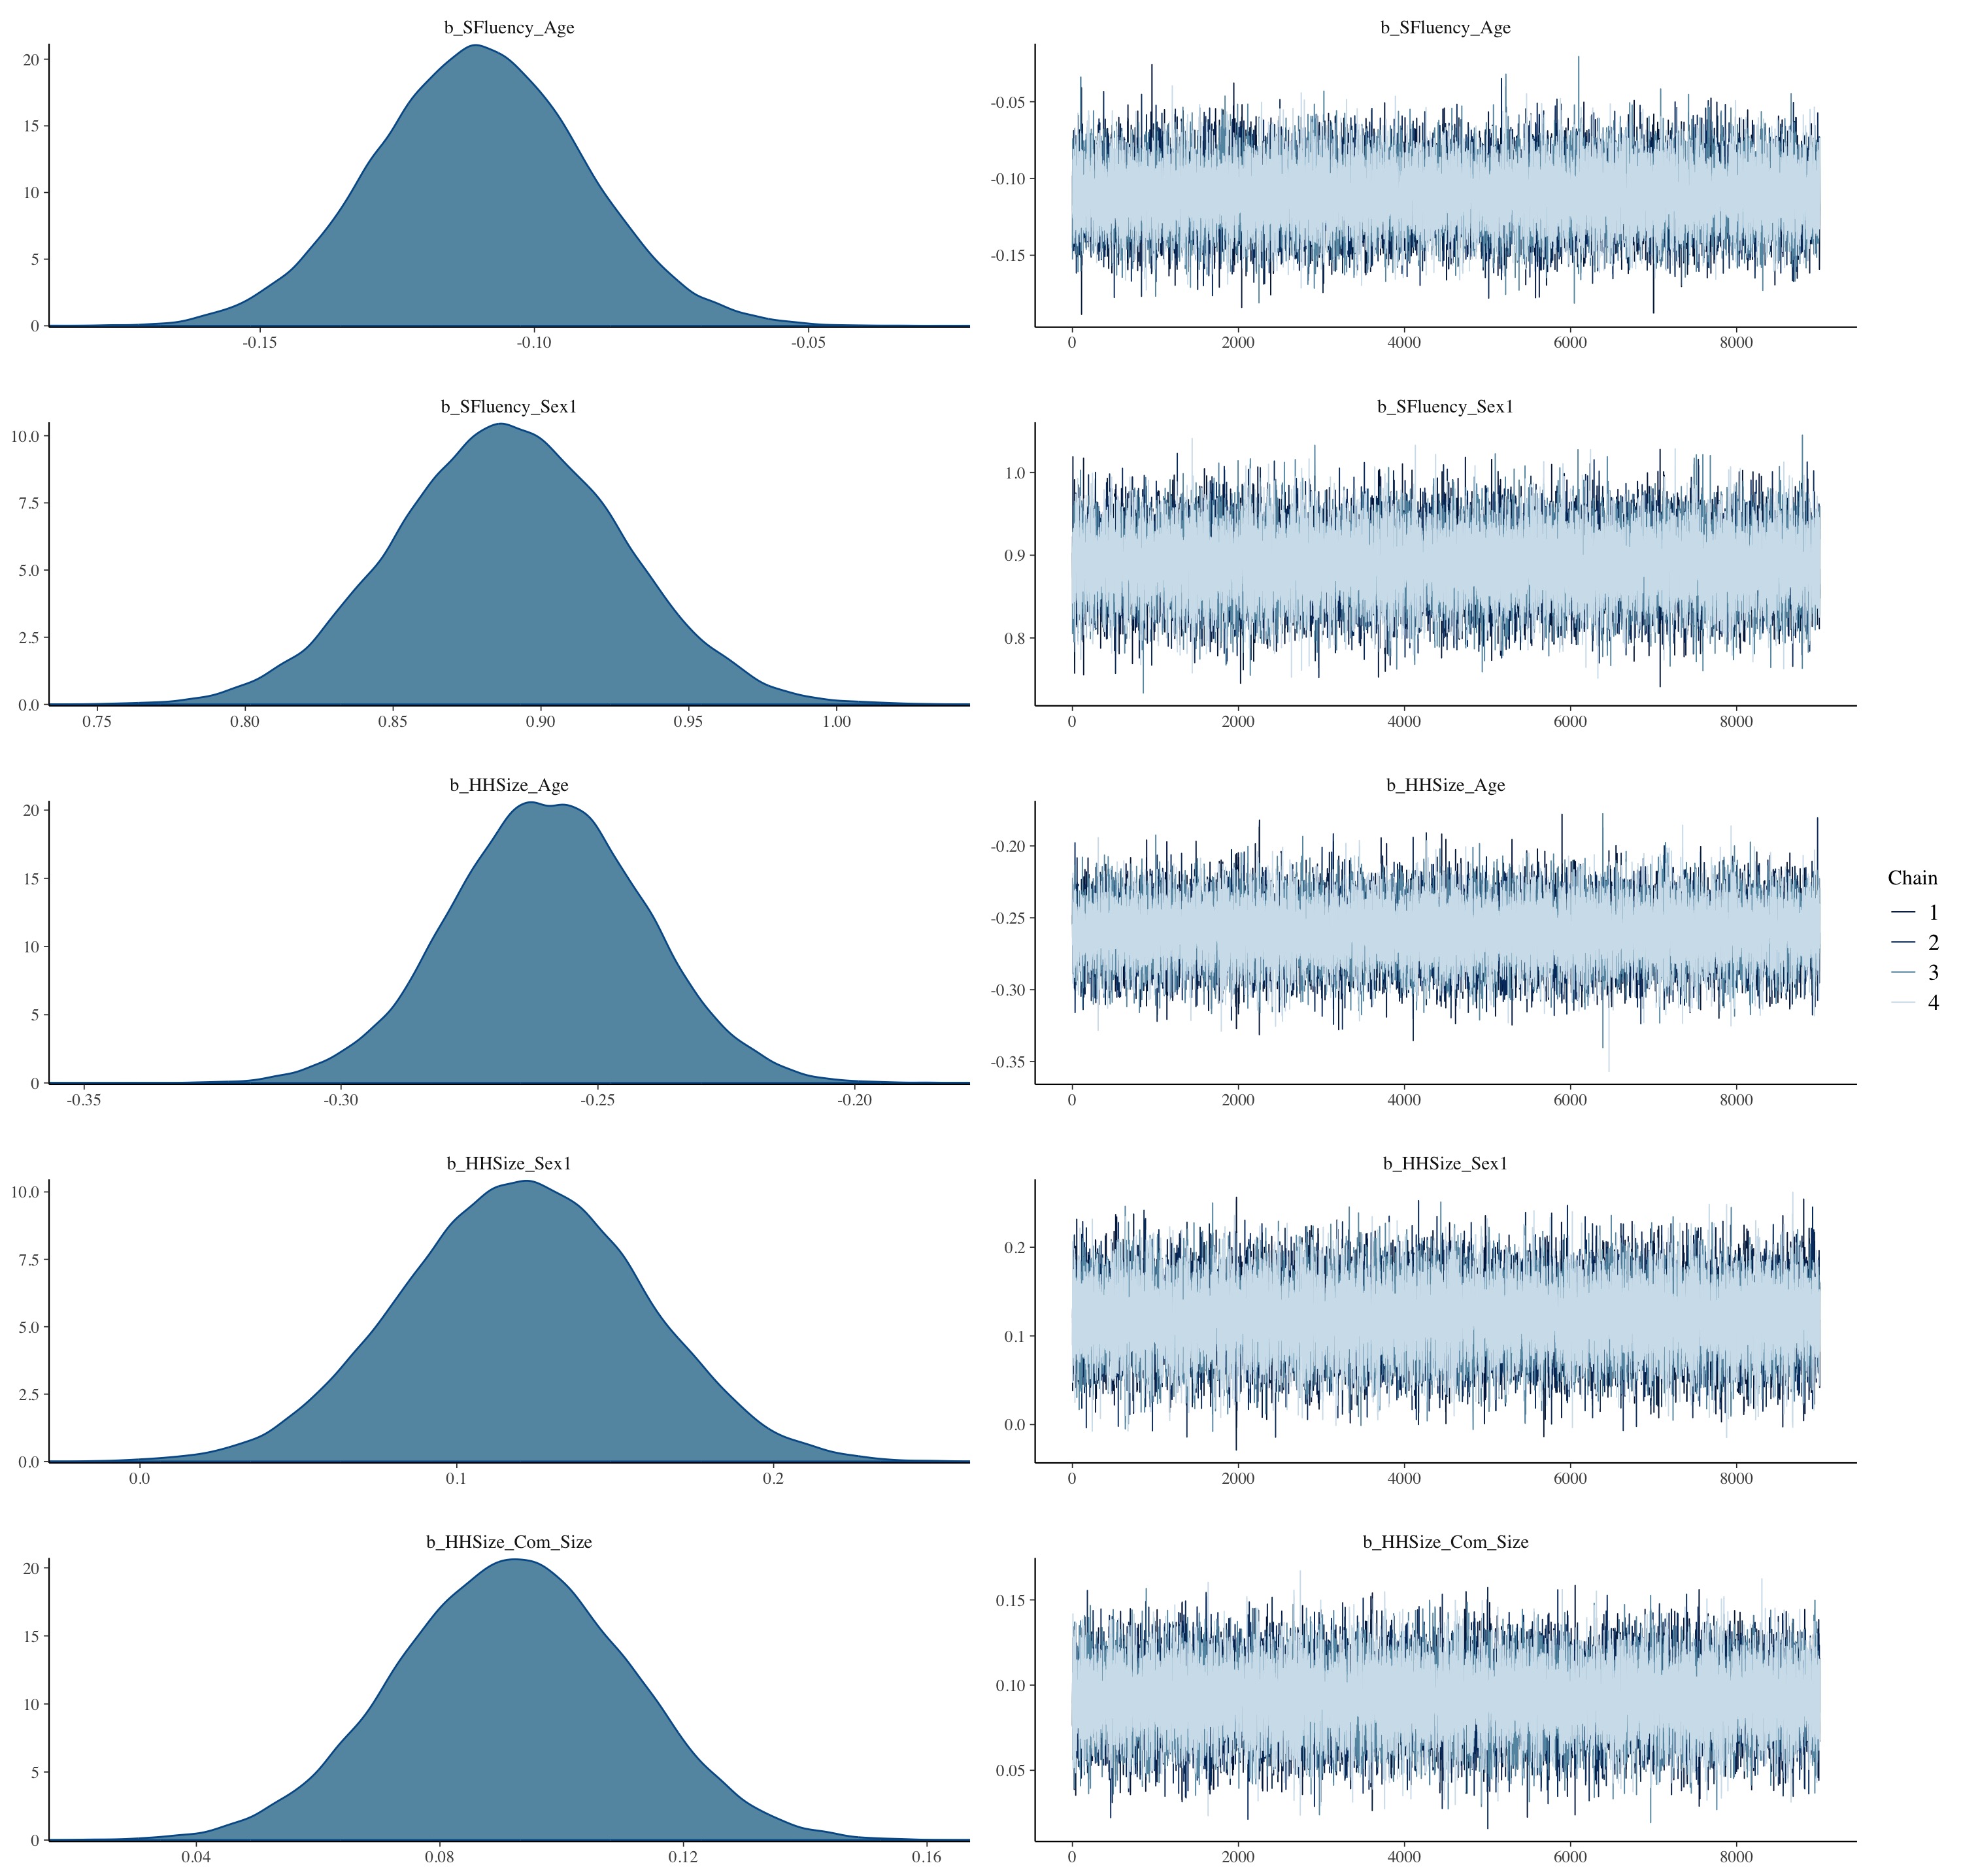 b_SFluency_Age
20
15
10
5
0
-0.15 -0.10 -0.05
b_SFluency_Age
-0.05
-0.10
-0.15
0 2000 4000 6000 8000
b_SFluency_Sex1
10.0
7.5
5.0
2.5
0.0
0.75 0.80 0.85 0.90 0.95 1.00
b_SFluency_Sex1
1.0
0.9
0.8
0 2000 4000 6000 8000
b_HHSize_Age
20
15
10
5
0
-0.35 -0.30 -0.25 -0.20
b_HHSize_Age
-0.20
-0.25
-0.30
-0.35
0 2000 4000 6000 8000
Chain
1
2
3
4
b_HHSize_Sex1
10.0
7.5
5.0
2.5
0.0
0.0 0.1 0.2
b_HHSize_Sex1
0.2
0.1
0.0
0 2000 4000 6000 8000
b_HHSize_Com_Size
20
15
10
5
0
0.04 0.08 0.12 0.16
b_HHSize_Com_Size
0.15
0.10
0.05
0 2000 4000 6000 8000